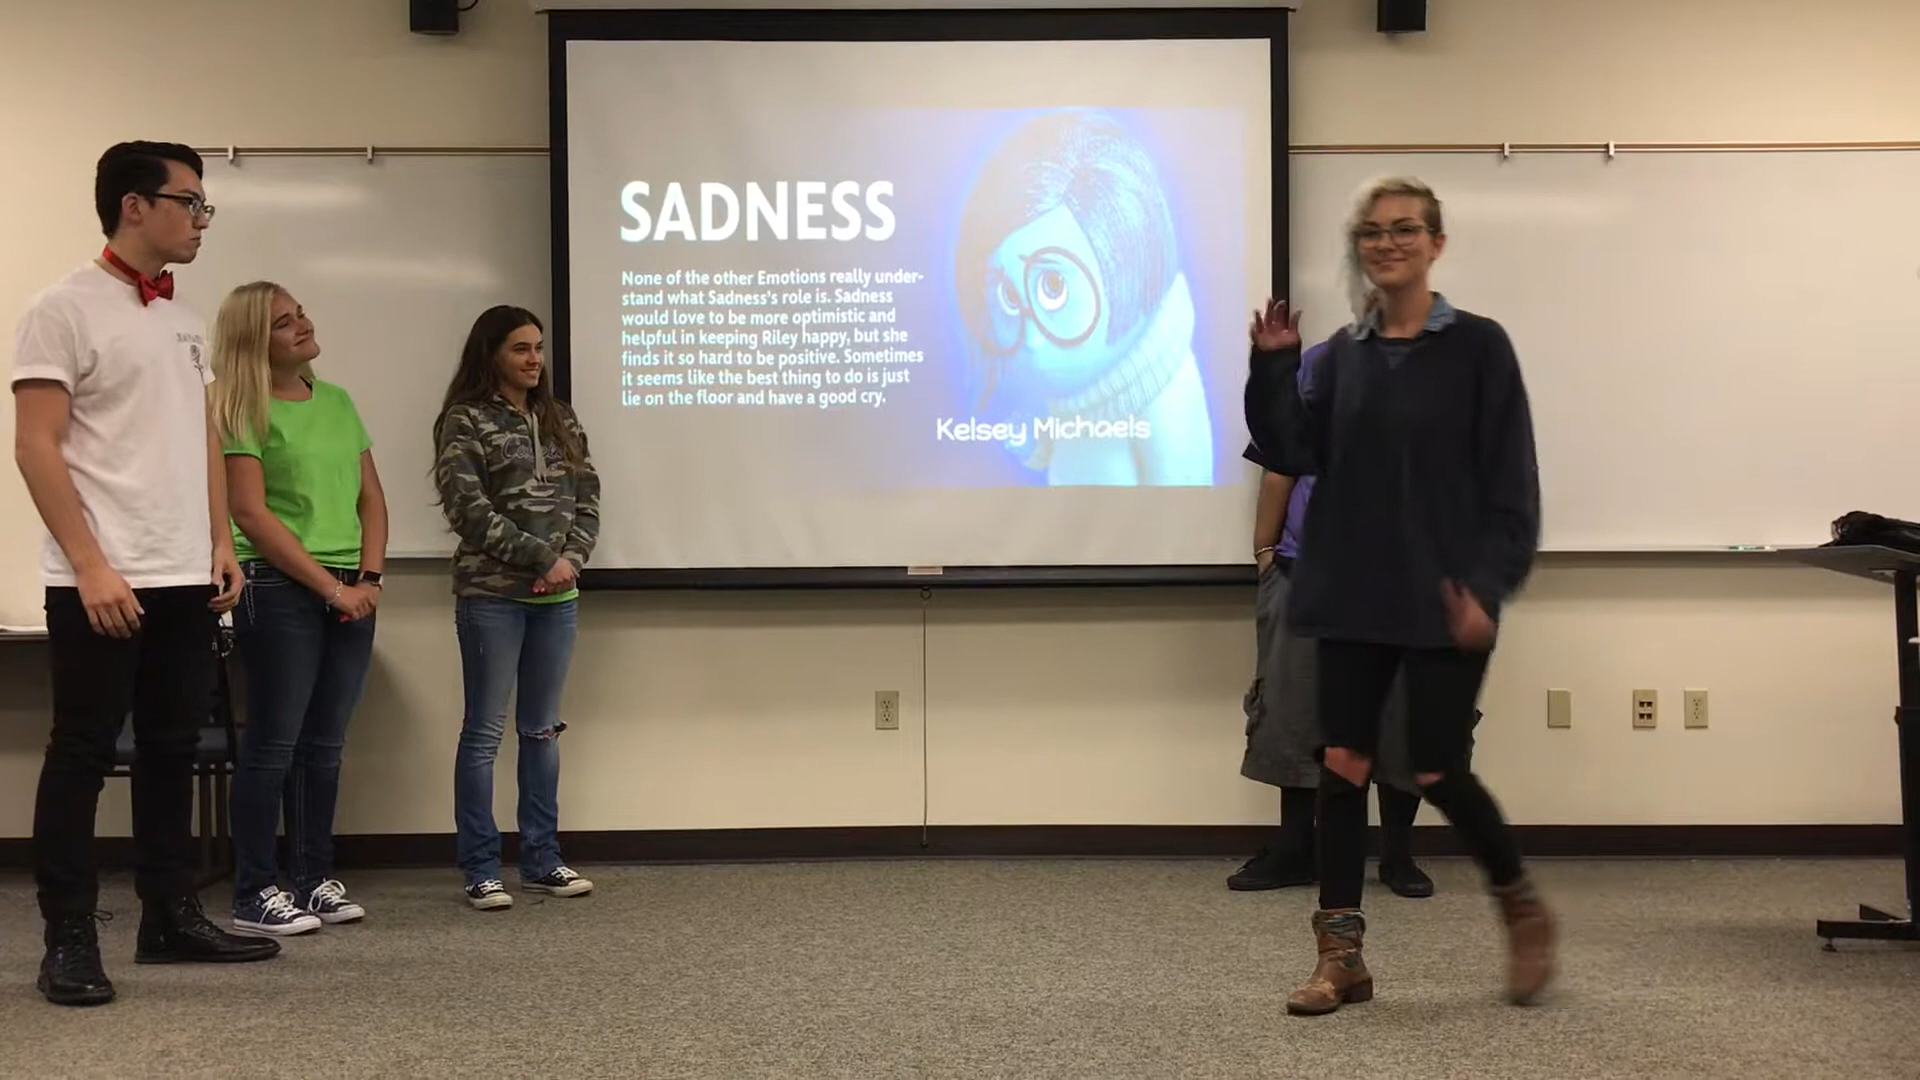 SADNESS
None of the other Emotions really under-
stand what Sadness's role is. Sadness
would love to be more optimistic and
helpful in keeping Riley happy, but she
finds it so hard to be positive. Sometimes
it seems like the best thing to do is just
lie on the floor and have a good cry.
Kelsey Michaels